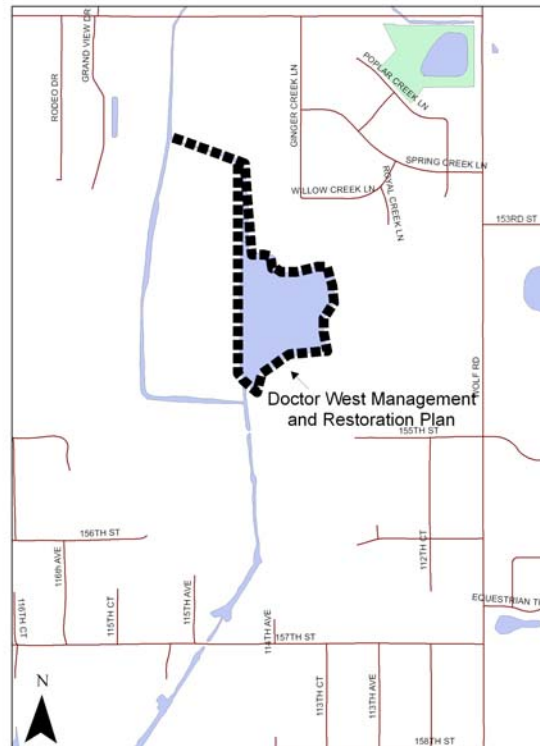 GRAND VIEW DR
RODEO DR
GINGER CREEK LN
POPLAR CREEK LN
SPRING CREEK LN
WILLOW CREEK LN
ROYAL CREEK LN
153RD ST
WOLF RD
Doctor West Management
and Restoration Plan
155TH ST
156TH ST
112TH CT
116th AVE
116TH CT
115TH CT
115TH AVE
114TH AVE
EQUESTRIAN
157TH ST
113TH CT
113TH AVE
158TH ST
N